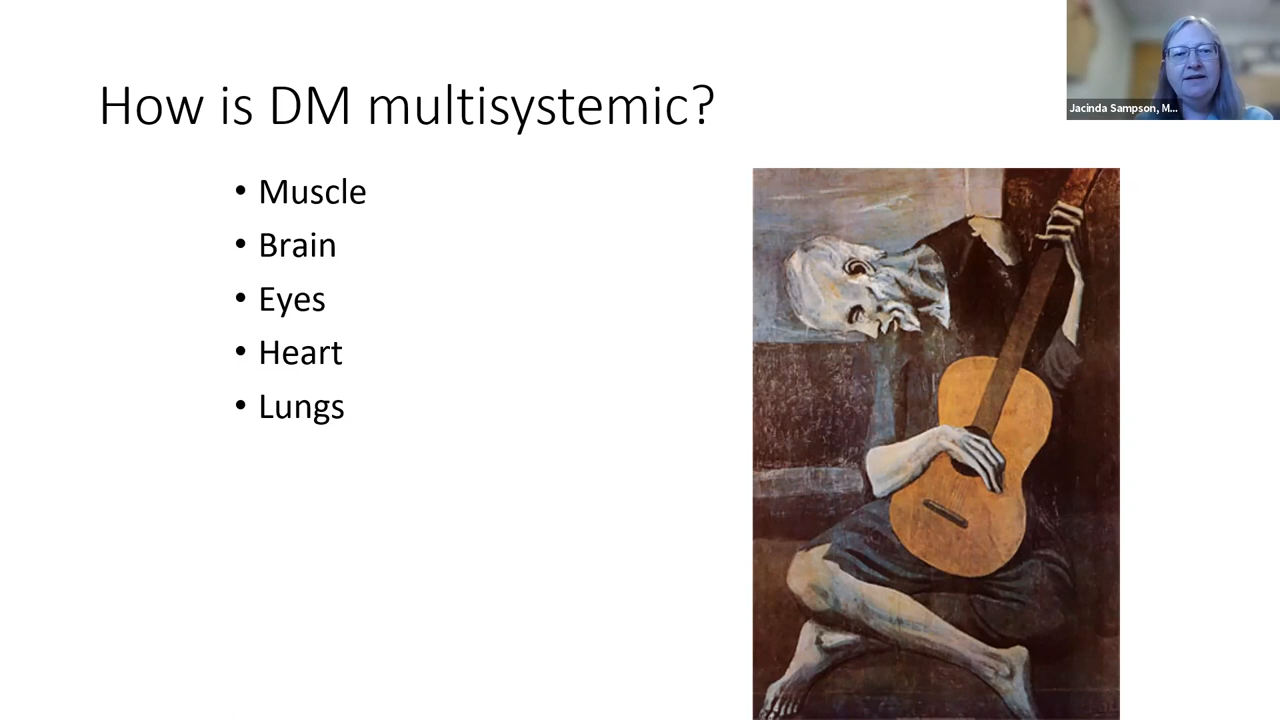 How is DM multisystemic?
Jacinda Sampson, M...
• Muscle
• Brain
• Eyes
• Heart
• Lungs